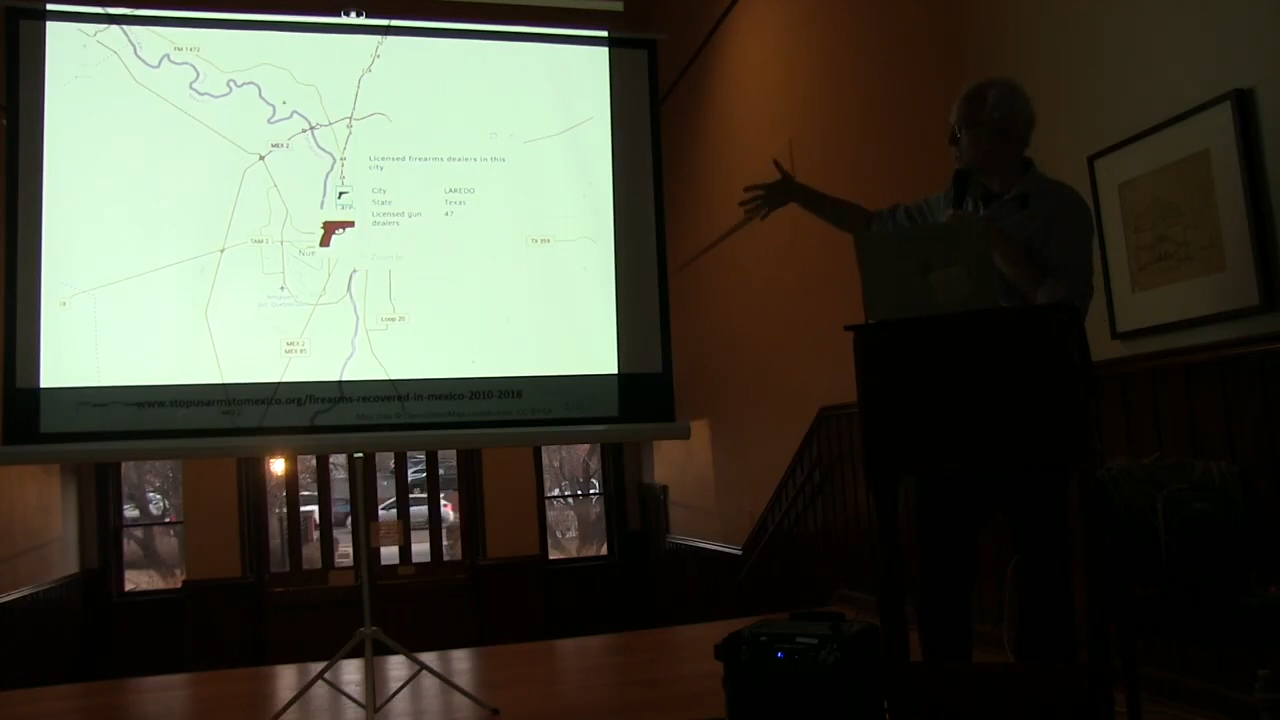 FM 1472
MEX 2
Licensed firearms dealers in this
city
City LAREDO
State Texas
Licensed gun 47
dealers
TAM 2
TX 359
Nue
Zoom to
Loop 20
MEX 2
MEX 85
www.stopusarmstomexico.org/firearms-recovered-in-mexico-2010-2018